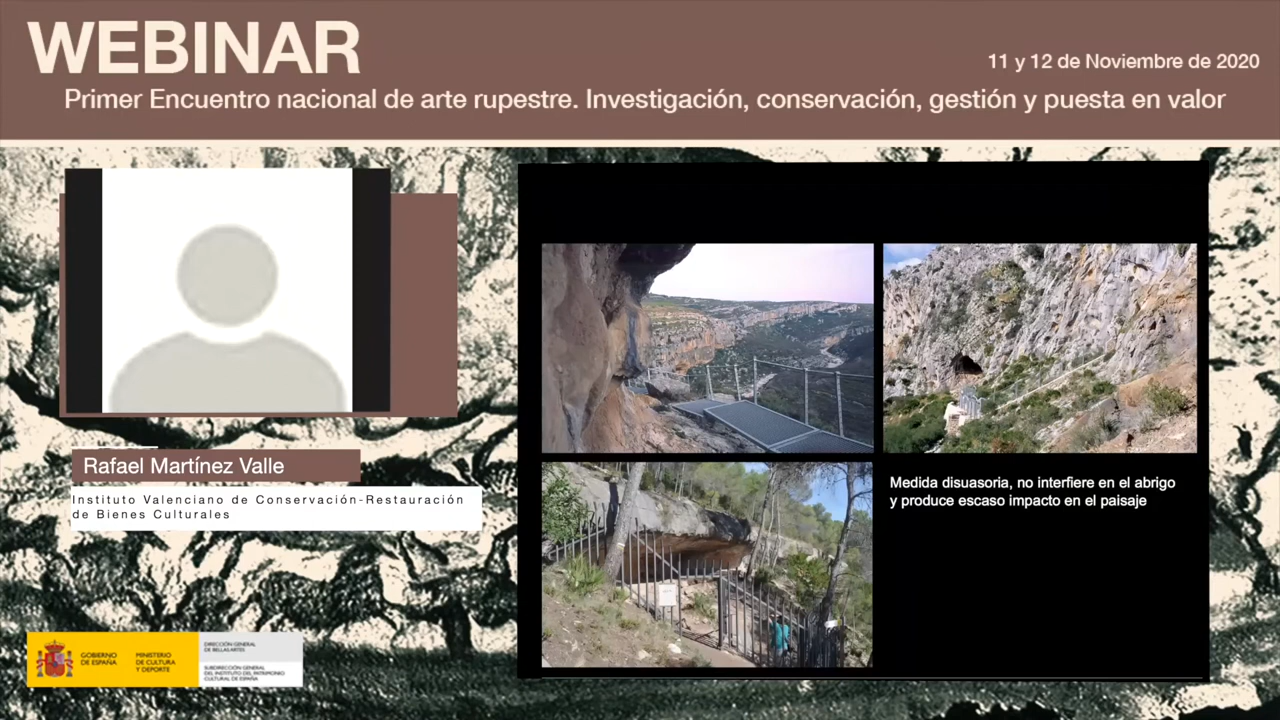 WEBINAR
11 y 12 de Noviembre de 2020
Primer Encuentro nacional de arte rupestre. Investigación, conservación, gestión y puesta en valor
Rafael Martínez Valle
Instituto Valenciano de Conservación-Restauración
de Bienes Culturales
Medida disuasoria, no interfiere en el abrigo
y produce escaso impacto en el paisaje
GOBIERNO
DE ESPAÑA
MINISTERIO
DE CULTURA
Y DEPORTE
DIRECCIÓN GENERAL
DE BELLAS ARTES
SUBDIRECCIÓN GENERAL
DEL INSTITUTO DEL PATRIMONIO
CULTURAL DE ESPAÑA